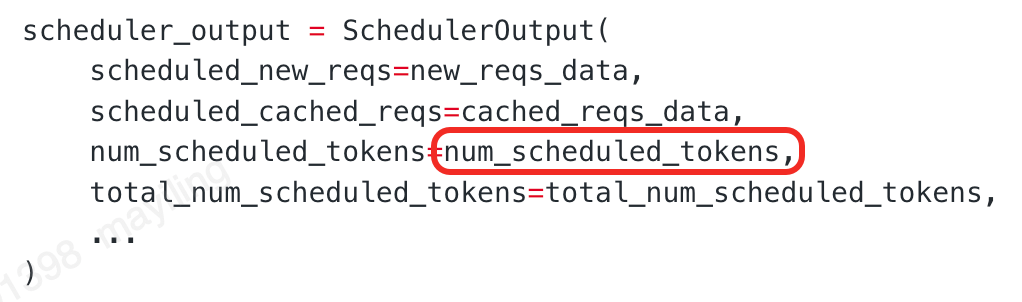 scheduler_output = SchedulerOutput(
    scheduled_new_reqs=new_reqs_data,
    scheduled_cached_reqs=cached_reqs_data,
    num_scheduled_tokens=num_scheduled_tokens,
    total_num_scheduled_tokens=total_num_scheduled_tokens,
    ...
)